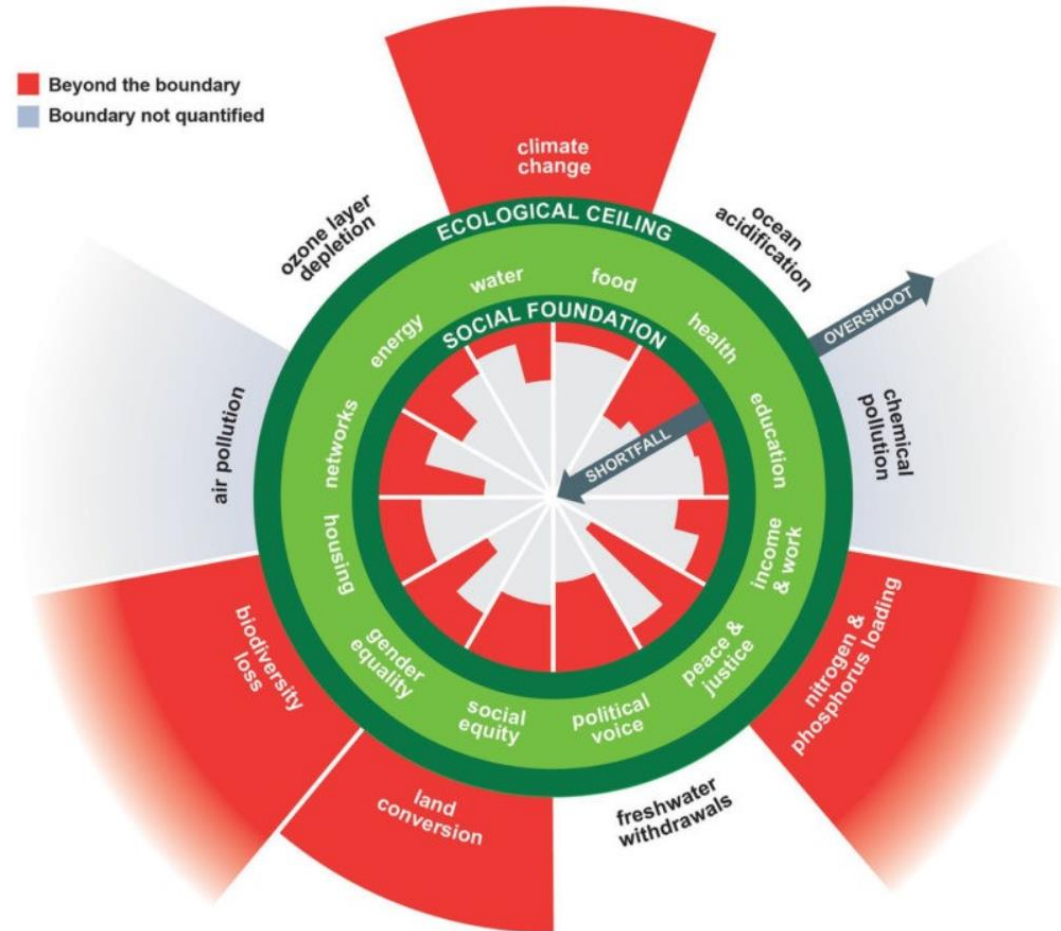 Beyond the boundary
Boundary not quantified
climate
change
ozone layer
depletion
ocean
acidification
ECOLOGICAL CEILING
water
food
energy
SOCIAL FOUNDATION
health
OVERSHOOT
air pollution
networks
SHORTFALL
education
chemical
pollution
housing
income
& work
biodiversity
loss
gender
equality
social
equity
political
voice
peace &
justice
nitrogen &
phosphorus loading
land
conversion
freshwater
withdrawals